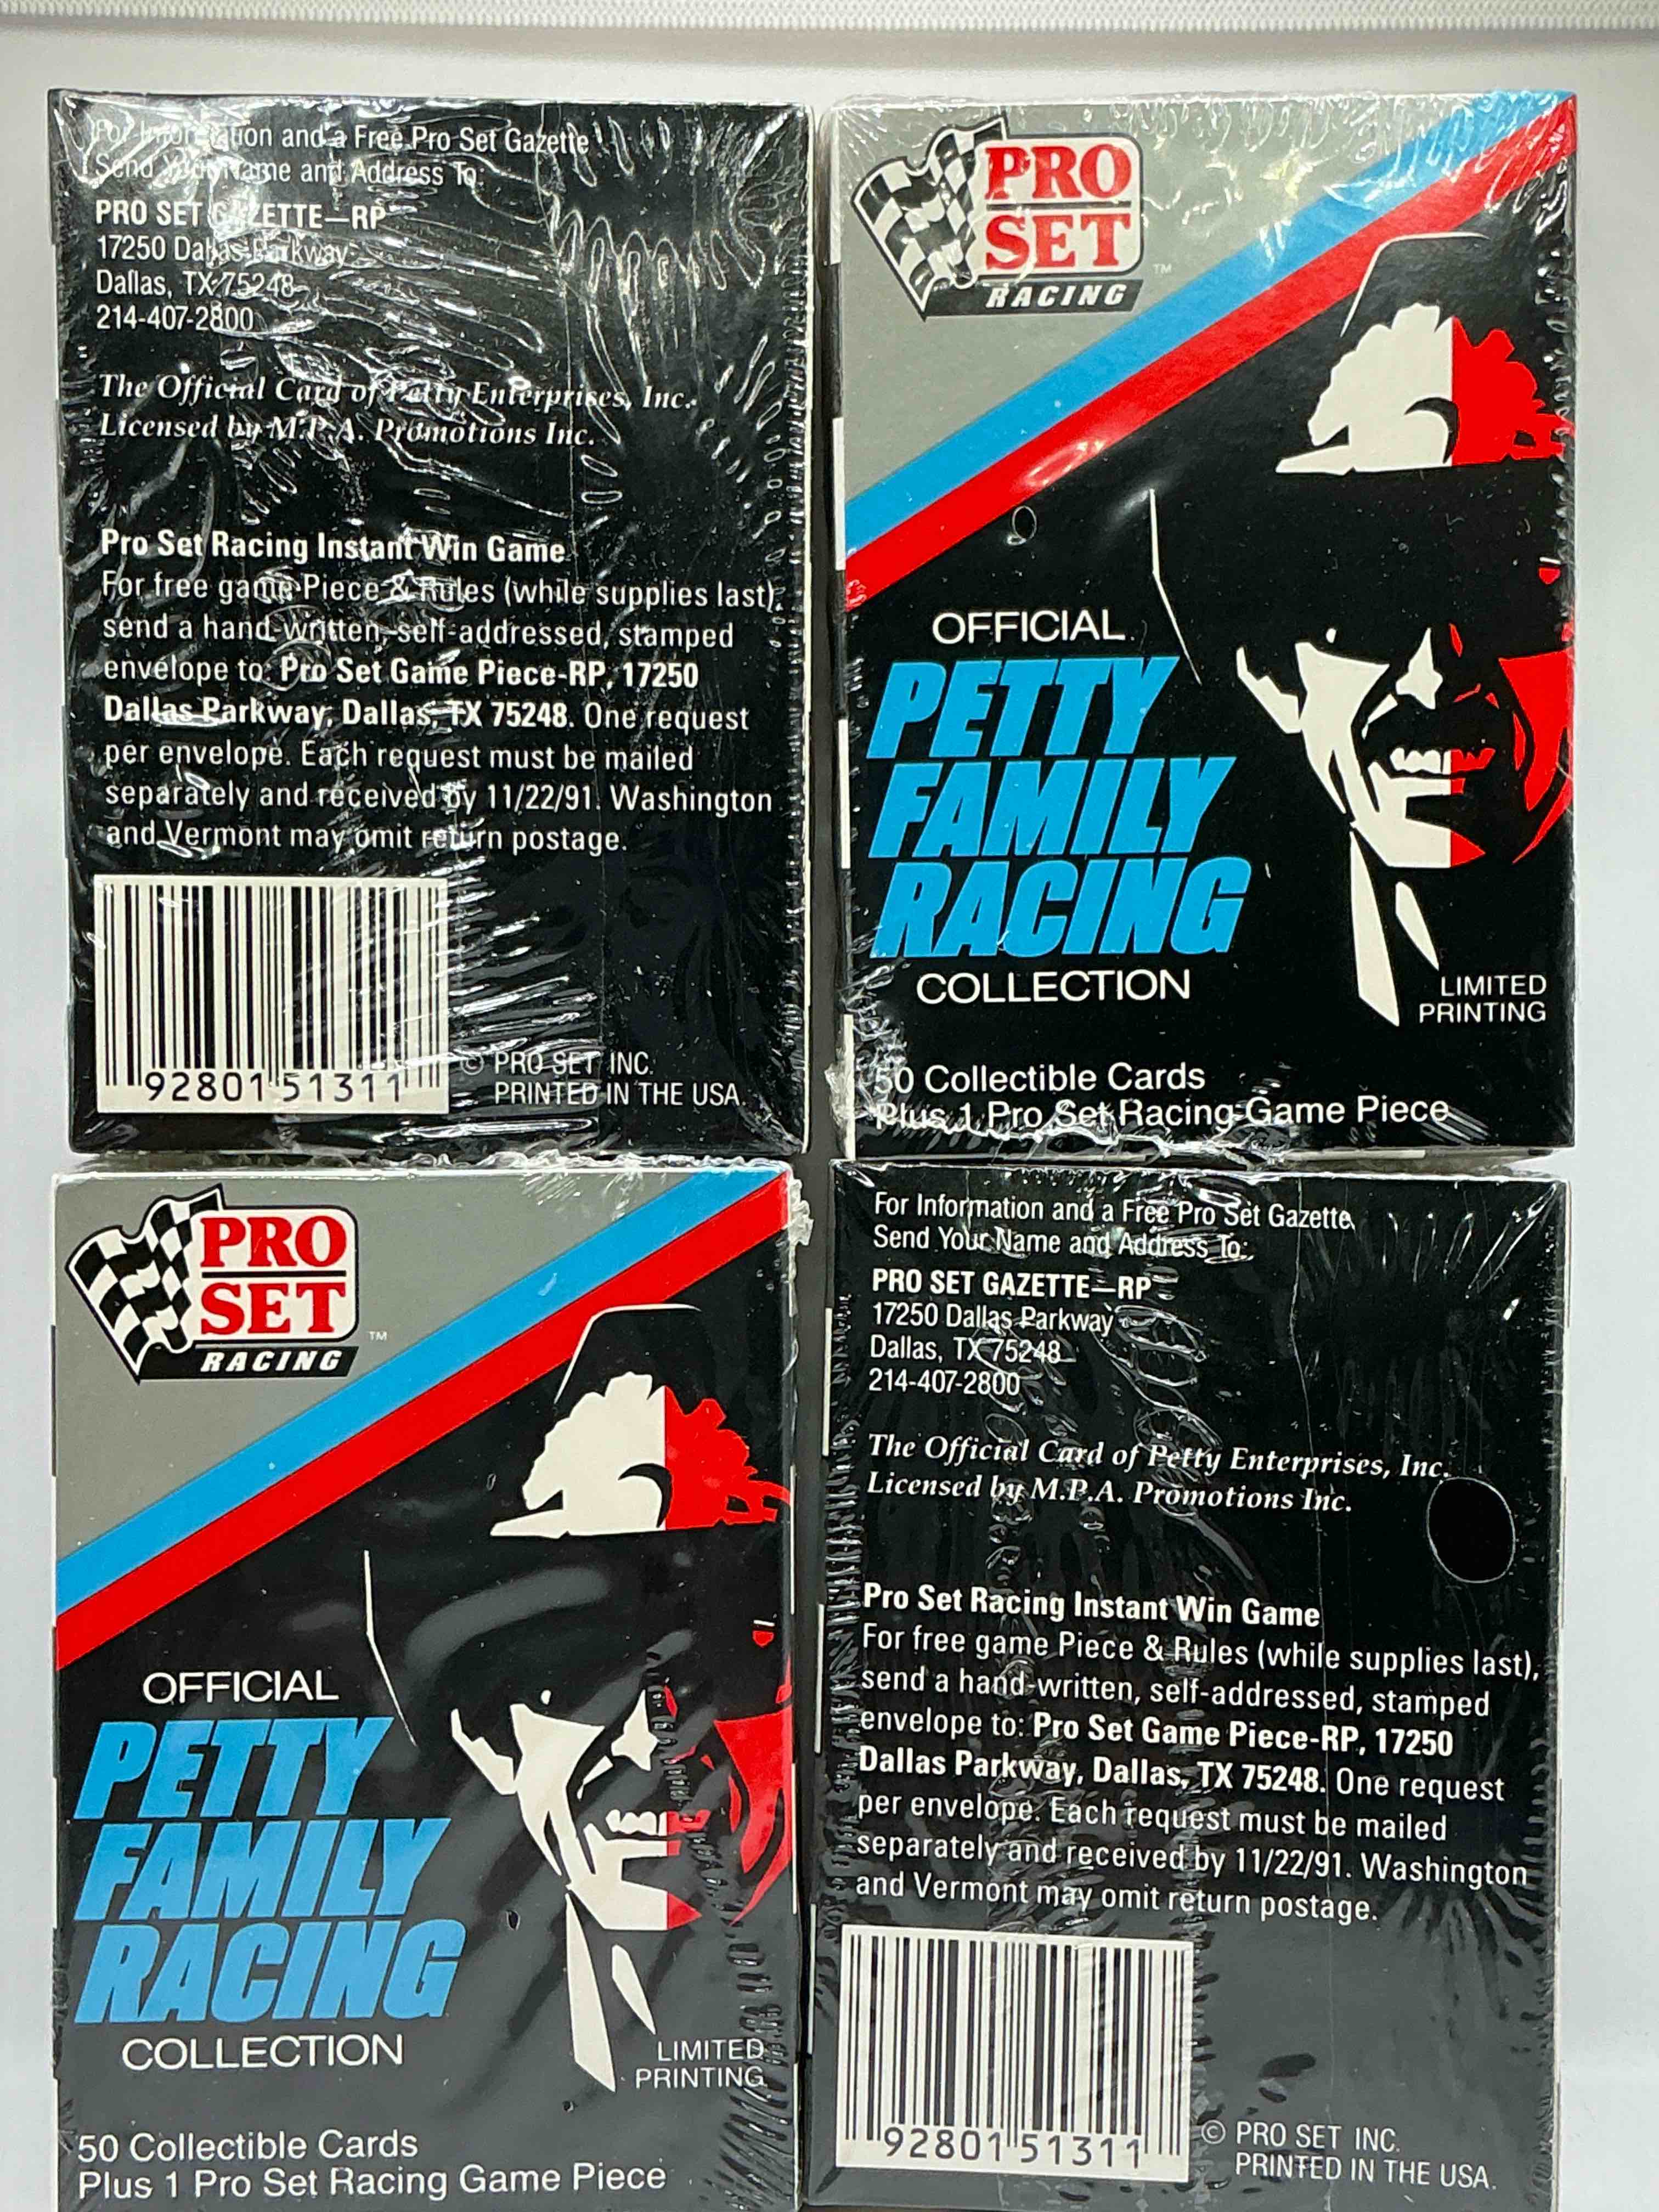 For Information and a Free Pro Set Gazette
Send Your Name and Address To:
PRO SET GAZETTE—RP
17250 Dallas Parkway
Dallas, TX 75248
214-407-2800
The Official Card of Petty Enterprises, Inc.
Licensed by M.P.A. Promotions Inc.
Pro Set Racing Instant Win Game
For free game Piece & Rules (while supplies last),
send a hand-written, self-addressed, stamped
envelope to: Pro Set Game Piece-RP, 17250
Dallas Parkway, Dallas, TX 75248. One request
per envelope. Each request must be mailed
separately and received by 11/22/91. Washington
and Vermont may omit return postage.
92801 51311
© PRO SET INC.
PRINTED IN THE USA.
PRO
SET
TM
RACING
OFFICIAL
PETTY
FAMILY
RACING
COLLECTION
LIMITED
PRINTING
50 Collectible Cards
Plus 1 Pro Set Racing Game Piece
PRO
SET
TM
RACING
OFFICIAL
PETTY
FAMILY
RACING
COLLECTION
LIMITED
PRINTING
50 Collectible Cards
Plus 1 Pro Set Racing Game Piece
For Information and a Free Pro Set Gazette
Send Your Name and Address To:
PRO SET GAZETTE—RP
17250 Dallas Parkway
Dallas, TX 75248
214-407-2800
The Official Card of Petty Enterprises, Inc.
Licensed by M.P.A. Promotions Inc.
Pro Set Racing Instant Win Game
For free game Piece & Rules (while supplies last),
send a hand-written, self-addressed, stamped
envelope to: Pro Set Game Piece-RP, 17250
Dallas Parkway, Dallas, TX 75248. One request
per envelope. Each request must be mailed
separately and received by 11/22/91. Washington
and Vermont may omit return postage.
92801 51311
© PRO SET INC.
PRINTED IN THE USA.